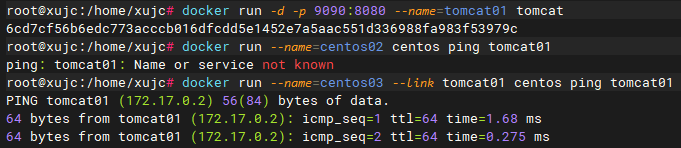 root@xujc:/home/xujc# docker run -d -p 9090:8080 --name=tomcat01 tomcat
6cd7cf56b6edc773acccb016dfcdd5e1452e7a5aac551d336988fa983f53979c
root@xujc:/home/xujc# docker run --name=centos02 centos ping tomcat01
ping: tomcat01: Name or service not known
root@xujc:/home/xujc# docker run --name=centos03 --link tomcat01 centos ping tomcat01
PING tomcat01 (172.17.0.2) 56(84) bytes of data.
64 bytes from tomcat01 (172.17.0.2): icmp_seq=1 ttl=64 time=1.68 ms
64 bytes from tomcat01 (172.17.0.2): icmp_seq=2 ttl=64 time=0.275 ms